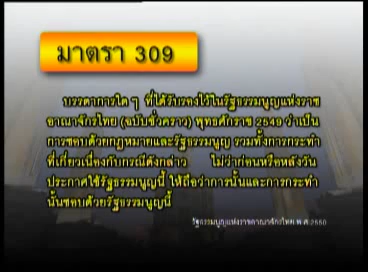 มาตรา 309
บรรดาการใด ๆ ที่ได้รับรองไว้ในรัฐธรรมนูญแห่งราช
อาณาจักรไทย (ฉบับชั่วคราว) พุทธศักราช 2549 ว่าเป็น
การชอบด้วยกฎหมายและรัฐธรรมนูญ รวมทั้งการกระทำ
ที่เกี่ยวเนื่องกับกรณีดังกล่าว ไม่ว่าก่อนหรือหลังวัน
ประกาศใช้รัฐธรรมนูญนี้ ให้ถือว่าการนั้นและการกระทำ
นั้นชอบด้วยรัฐธรรมนูญนี้
รัฐธรรมนูญแห่งราชอาณาจักรไทย พ.ศ.2550